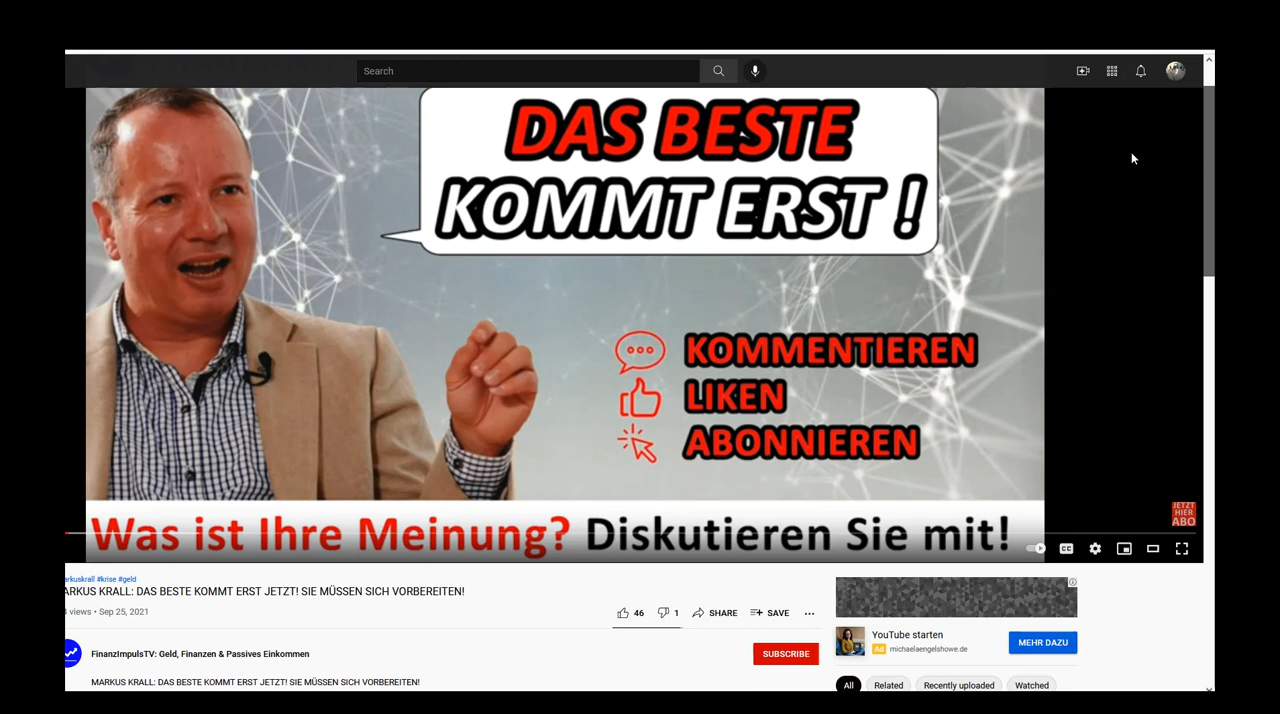 Search
DAS BESTE
KOMMT ERST !
KOMMENTIEREN
LIKEN
ABONNIEREN
JETZT
HIER
ABO
Was ist Ihre Meinung? Diskutieren Sie mit!
CC
arkuskrall #krise #geld
ARKUS KRALL: DAS BESTE KOMMT ERST JETZT! SIE MÜSSEN SICH VORBEREITEN!
views • Sep 25, 2021
46
1
SHARE
SAVE
FinanzImpulsTV: Geld, Finanzen & Passives Einkommen
SUBSCRIBE
MARKUS KRALL: DAS BESTE KOMMT ERST JETZT! SIE MÜSSEN SICH VORBEREITEN!
YouTube starten
Ad michaelaengelshowe.de
MEHR DAZU
All
Related
Recently uploaded
Watched